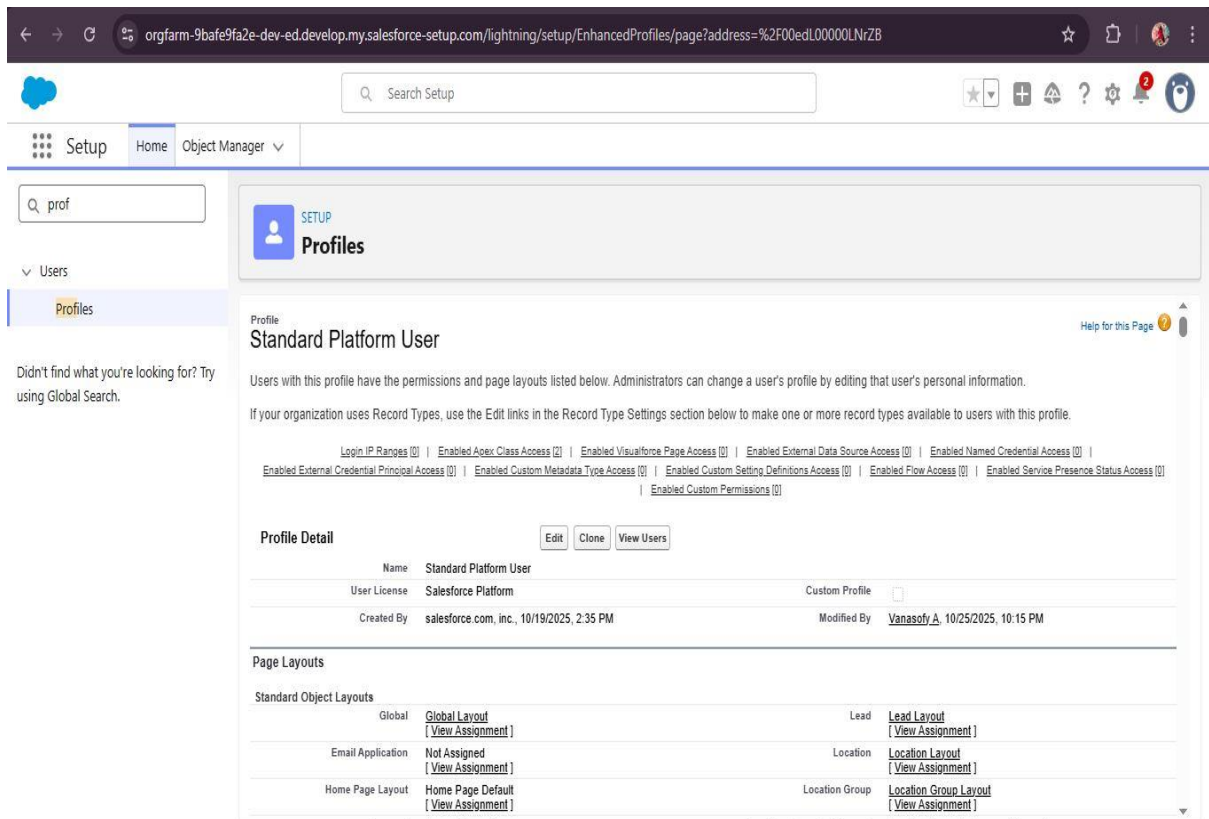 orgfarm-9bafe9fa2e-dev-ed.develop.my.salesforce-setup.com/lightning/setup/EnhancedProfiles/page?address=%2F00edL00000LNrZB
Search Setup
2
Setup Home Object Manager
prof
Users
Profiles
Didn't find what you're looking for? Try
using Global Search.
SETUP
Profiles
Profile
Standard Platform User
Help for this Page ?
Users with this profile have the permissions and page layouts listed below. Administrators can change a user's profile by editing that user's personal information.
If your organization uses Record Types, use the Edit links in the Record Type Settings section below to make one or more record types available to users with this profile.
Login IP Ranges [0] | Enabled Apex Class Access [2] | Enabled Visualforce Page Access [0] | Enabled External Data Source Access [0] | Enabled Named Credential Access [0] |
Enabled External Credential Principal Access [0] | Enabled Custom Metadata Type Access [0] | Enabled Custom Setting Definitions Access [0] | Enabled Flow Access [0] | Enabled Service Presence Status Access [0]
| Enabled Custom Permissions [0]
Profile Detail Edit Clone View Users
Name Standard Platform User
User License Salesforce Platform Custom Profile
Created By salesforce.com, inc., 10/19/2025, 2:35 PM Modified By Vanasofy A, 10/25/2025, 10:15 PM
Page Layouts
Standard Object Layouts
Global Global Layout Lead Lead Layout
[ View Assignment ] [ View Assignment ]
Email Application Not Assigned Location Location Layout
[ View Assignment ] [ View Assignment ]
Home Page Layout Home Page Default Location Group Location Group Layout
[ View Assignment ] [ View Assignment ]